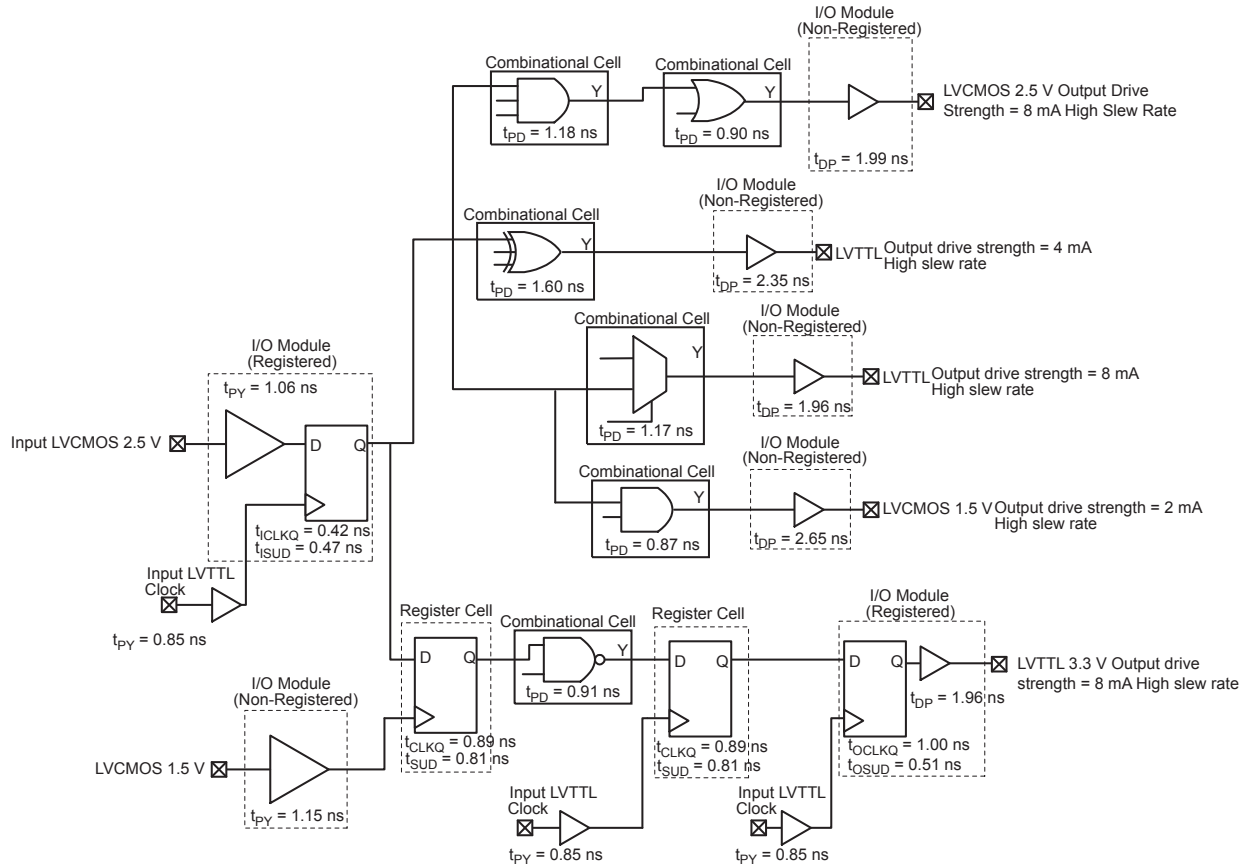 I/O Module
(Non-Registered)
Combinational Cell
Y
tPD = 1.18 ns
Combinational Cell
Y
tPD = 0.90 ns
tDP = 1.99 ns
LVCMOS 2.5 V Output Drive
Strength = 8 mA High Slew Rate
I/O Module
(Non-Registered)
Combinational Cell
Y
tPD = 1.60 ns
tDP = 2.35 ns
LVTTL Output drive strength = 4 mA
High slew rate
Combinational Cell
Y
tPD = 1.17 ns
I/O Module
(Non-Registered)
tDP = 1.96 ns
LVTTL Output drive strength = 8 mA
High slew rate
I/O Module
(Registered)
tPY = 1.06 ns
Input LVCMOS 2.5 V
D
Q
tICLKQ = 0.42 ns
tISUD = 0.47 ns
Input LVTTL
Clock
tPY = 0.85 ns
Combinational Cell
Y
tPD = 0.87 ns
I/O Module
(Non-Registered)
tDP = 2.65 ns
LVCMOS 1.5 V Output drive strength = 2 mA
High slew rate
I/O Module
(Non-Registered)
LVCMOS 1.5 V
tPY = 1.15 ns
Register Cell
D
Q
tCLKQ = 0.89 ns
tSUD = 0.81 ns
Combinational Cell
Y
tPD = 0.91 ns
Register Cell
D
Q
tCLKQ = 0.89 ns
tSUD = 0.81 ns
Input LVTTL
Clock
tPY = 0.85 ns
I/O Module
(Registered)
D
Q
tDP = 1.96 ns
tOCLKQ = 1.00 ns
tOSUD = 0.51 ns
LVTTL 3.3 V Output drive
strength = 8 mA High slew rate
Input LVTTL
Clock
tPY = 0.85 ns